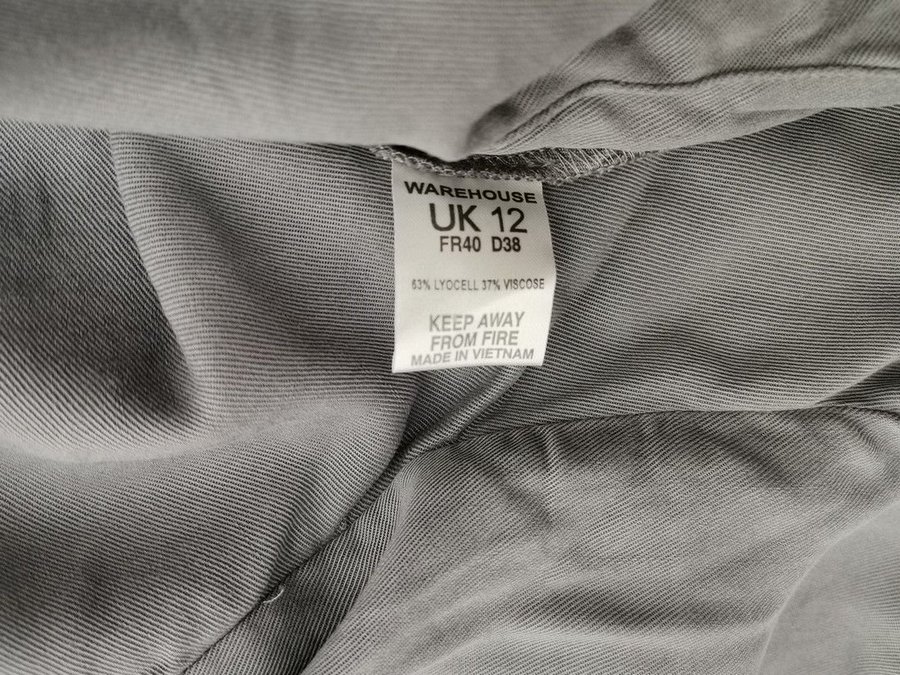 WAREHOUSE
UK 12
FR40 D38
63% LYOCELL 37% VISCOSE
KEEP AWAY
FROM FIRE
MADE IN VIETNAM